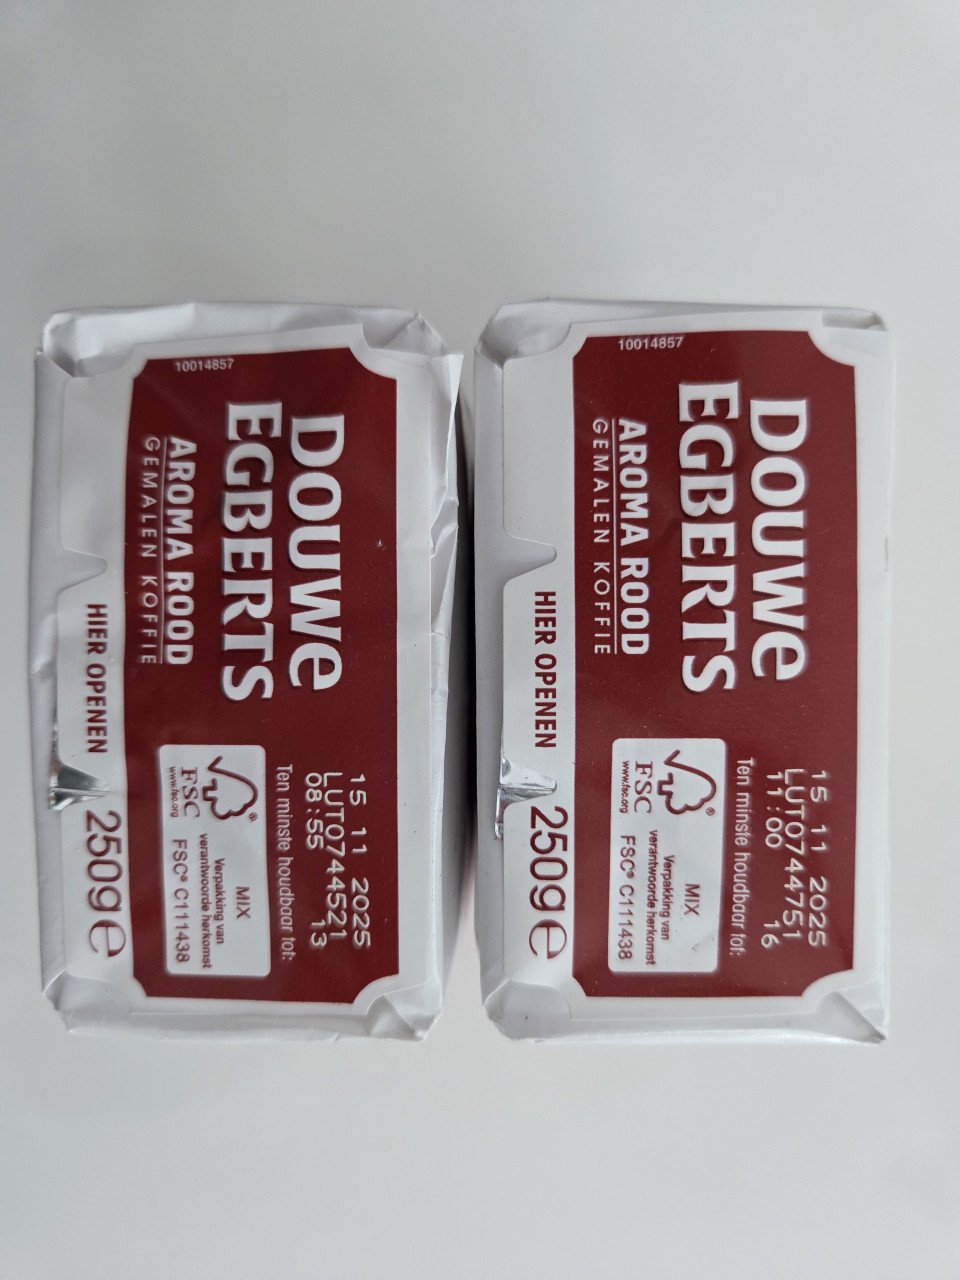 10014857
DOUWE
EGBERTS
AROMA ROOD
GEMALEN KOFFIE
HIER OPENEN
15 11 2025
LUT0744521
08:55 13
Ten minste houdbaar tot:
®
FSC
www.fsc.org
MIX
Verpakking van
verantwoorde herkomst
FSC® C111438
250g e
10014857
DOUWE
EGBERTS
AROMA ROOD
GEMALEN KOFFIE
HIER OPENEN
15 11 2025
LUT0744751
11:00 16
Ten minste houdbaar tot:
®
FSC
www.fsc.org
MIX
Verpakking van
verantwoorde herkomst
FSC® C111438
250g e